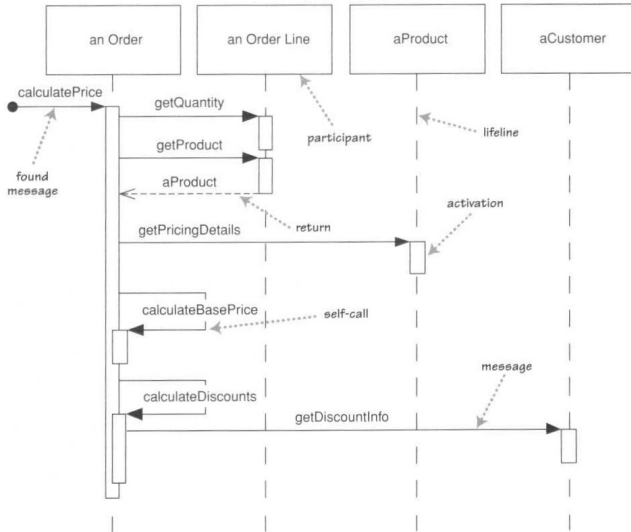 an Order
an Order Line
aProduct
aCustomer
calculatePrice
getQuantity
participant
lifeline
found
message
getProduct
aProduct
return
activation
getPricingDetails
calculateBasePrice
self-call
message
calculateDiscounts
getDiscountInfo